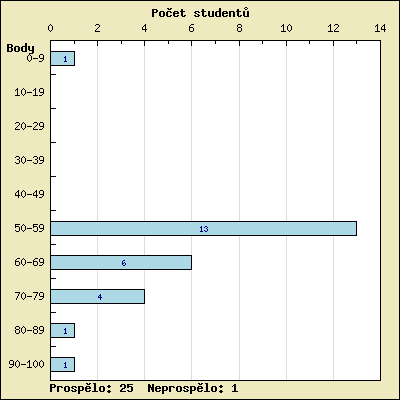 Počet studentů
0 2 4 6 8 10 12 14
Body
0-9 1
10-19
20-29
30-39
40-49
50-59 13
60-69 6
70-79 4
80-89 1
90-100 1
Prospělo: 25 Neprospělo: 1